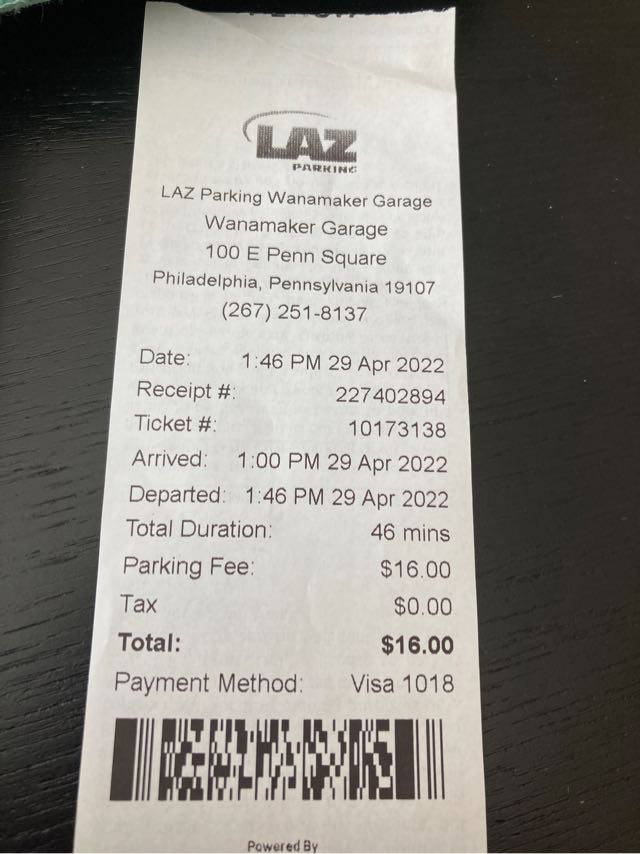 LAZ
PARKING
LAZ Parking Wanamaker Garage
Wanamaker Garage
100 E Penn Square
Philadelphia, Pennsylvania 19107
(267) 251-8137
Date: 1:46 PM 29 Apr 2022
Receipt #: 227402894
Ticket #: 10173138
Arrived: 1:00 PM 29 Apr 2022
Departed: 1:46 PM 29 Apr 2022
Total Duration: 46 mins
Parking Fee: $16.00
Tax $0.00
Total: $16.00
Payment Method: Visa 1018
Powered By